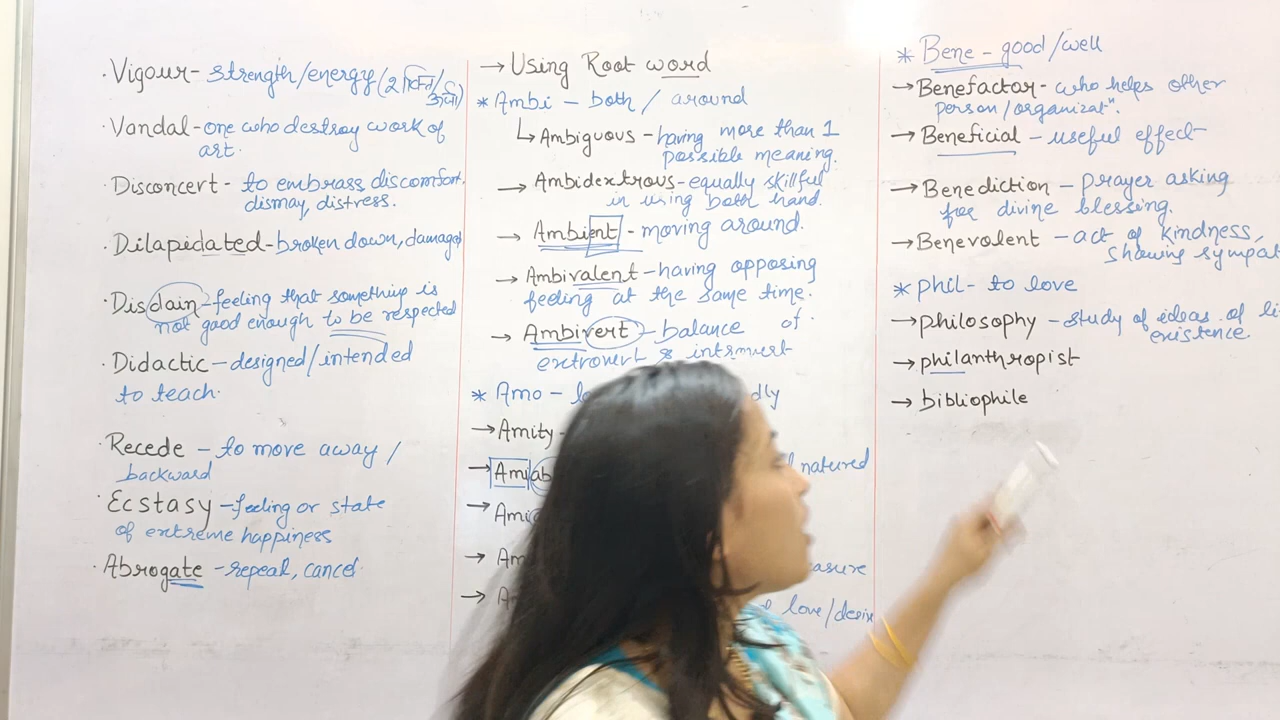 · Vigour - strength/energy (
· Vandal - one who destroy work of
art.
· Disconcert - to embrass discomfort,
dismay, distress.
· Dilapidated - broken down, damaged
Disdain - feeling that something is
not good enough to be respected
· Didactic - designed/intended
to teach.
Recede - to move away /
backward
· Ecstasy - feeling or state
of extreme happiness
· Abrogate - repeal, cancel
→ Using Root word
* Ambi - both / around
↳ Ambiguous - having more than 1
possible meaning.
→ Ambidextrous - equally skillful
in using both hand.
→ Ambient - moving around.
→ Ambivalent - having opposing
feeling at the same time.
→ Ambivert - balance of
extrovert & introvert
* Amo -
→ Amity -
→ natured
→
→
→ love/desire
* Bene - good/well
→ Benefactor - who helps other
person/organizatn.
→ Beneficial - useful effect
→ Benediction - prayer asking
for divine blessing.
→ Benevolent - act of kindness,
showing
* phil - to love
→ philosophy - study of ideas of
existence.
→ philanthropist
→ bibliophile